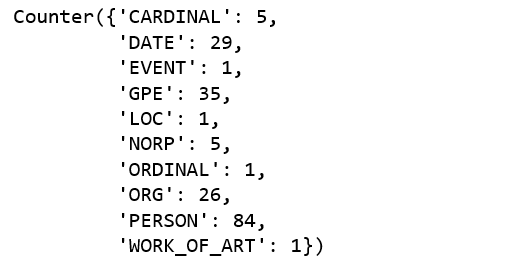 Counter({'CARDINAL': 5,
'DATE': 29,
'EVENT': 1,
'GPE': 35,
'LOC': 1,
'NORP': 5,
'ORDINAL': 1,
'ORG': 26,
'PERSON': 84,
'WORK_OF_ART': 1})